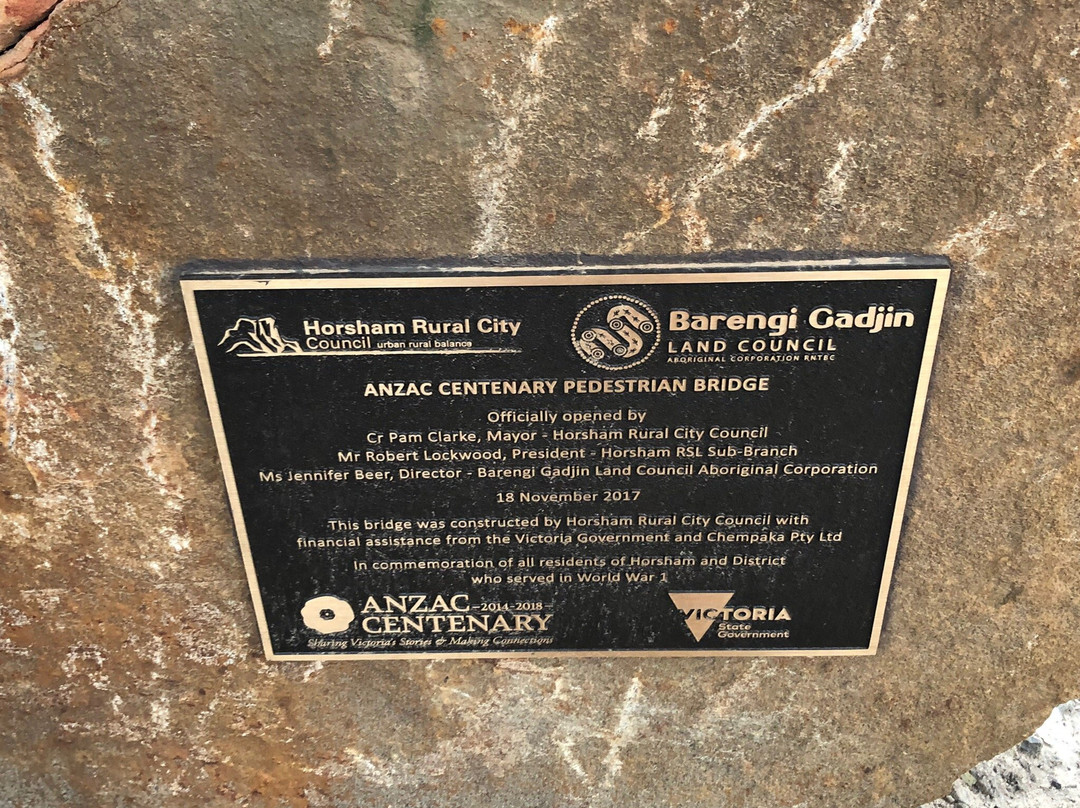 Horsham Rural City
Council urban rural balance
Barengi Gadjin
LAND COUNCIL
ABORIGINAL CORPORATION RNTBC
ANZAC CENTENARY PEDESTRIAN BRIDGE
Officially opened by
Cr Pam Clarke, Mayor - Horsham Rural City Council
Mr Robert Lockwood, President - Horsham RSL Sub-Branch
Ms Jennifer Beer, Director - Barengi Gadjin Land Council Aboriginal Corporation
18 November 2017
This bridge was constructed by Horsham Rural City Council with
financial assistance from the Victoria Government and Chempaka Pty Ltd
In commemoration of all residents of Horsham and District
who served in World War 1
ANZAC -2014-2018-
CENTENARY
Sharing Victoria's Stories & Making Connections
VICTORIA
State
Government